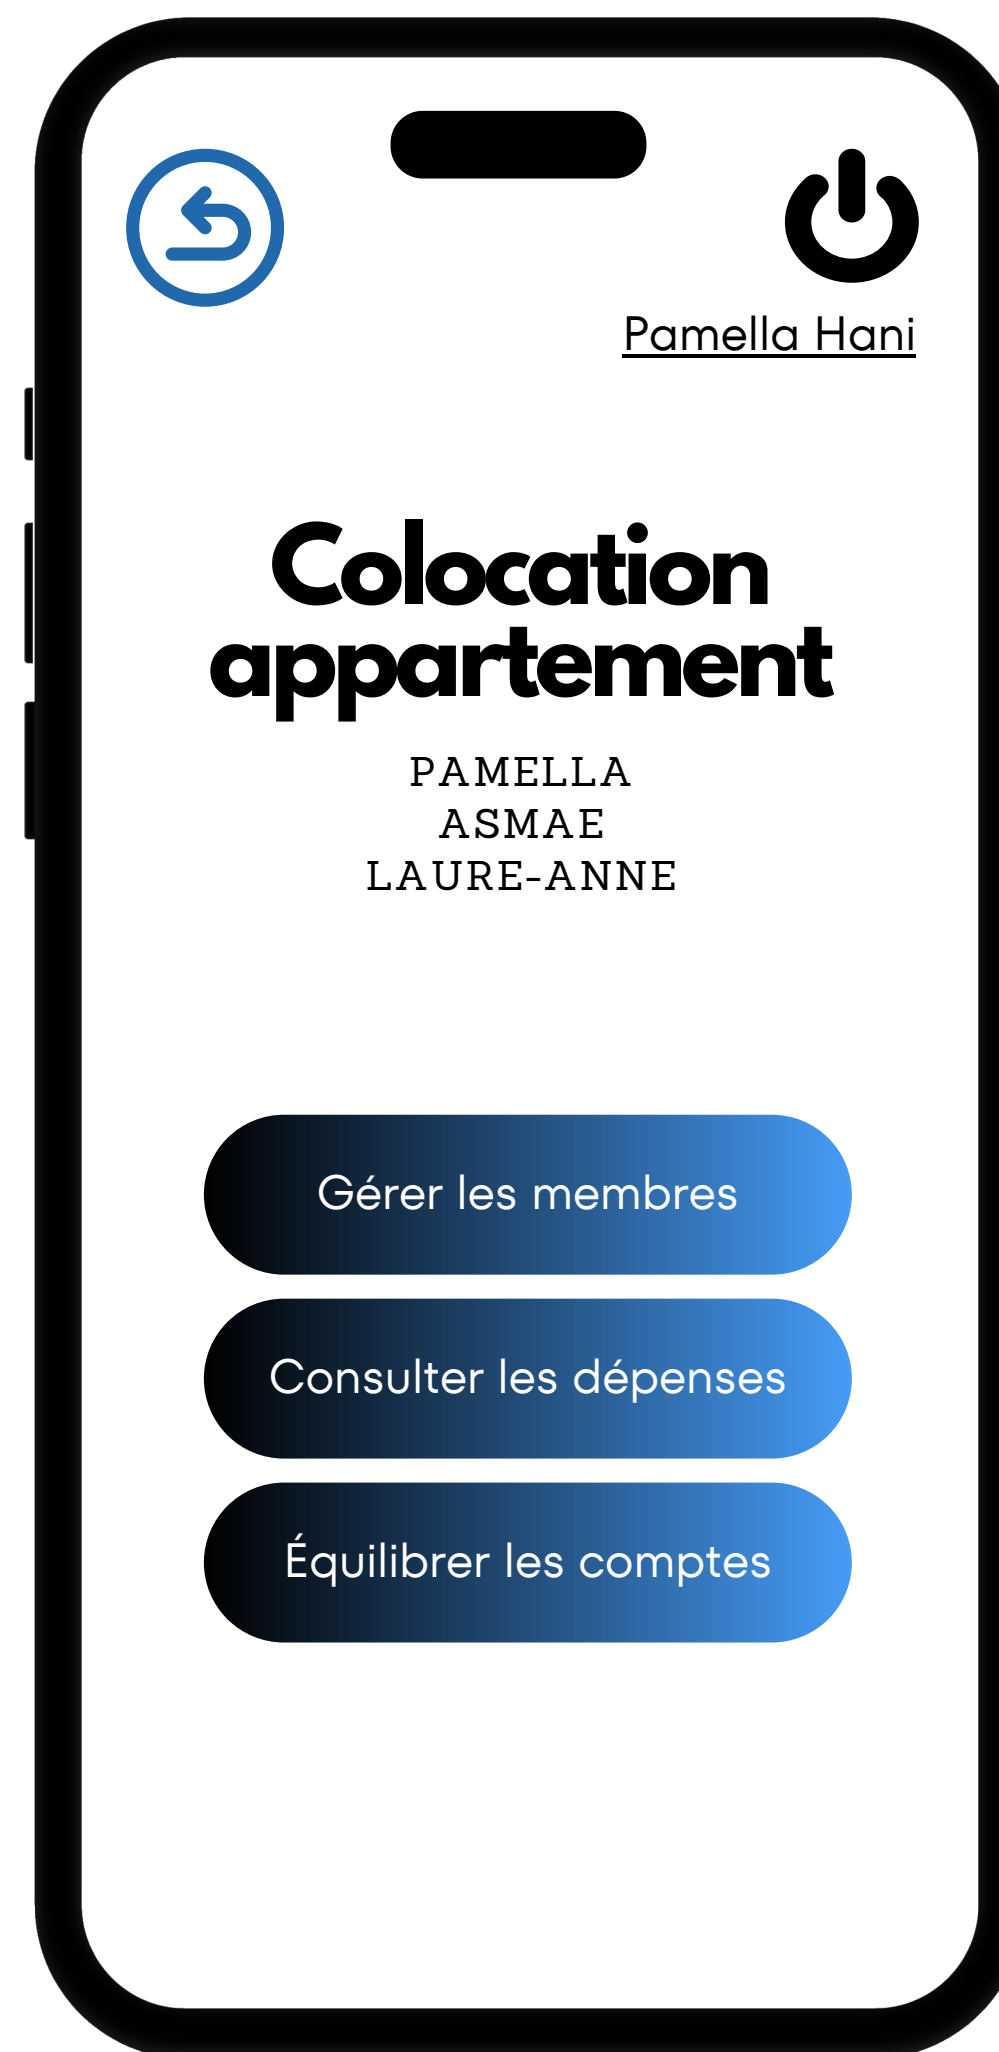 Pamella Hani
Colocation
appartement
PAMELLA
ASMAE
LAURE-ANNE
Gérer les membres
Consulter les dépenses
Équilibrer les comptes